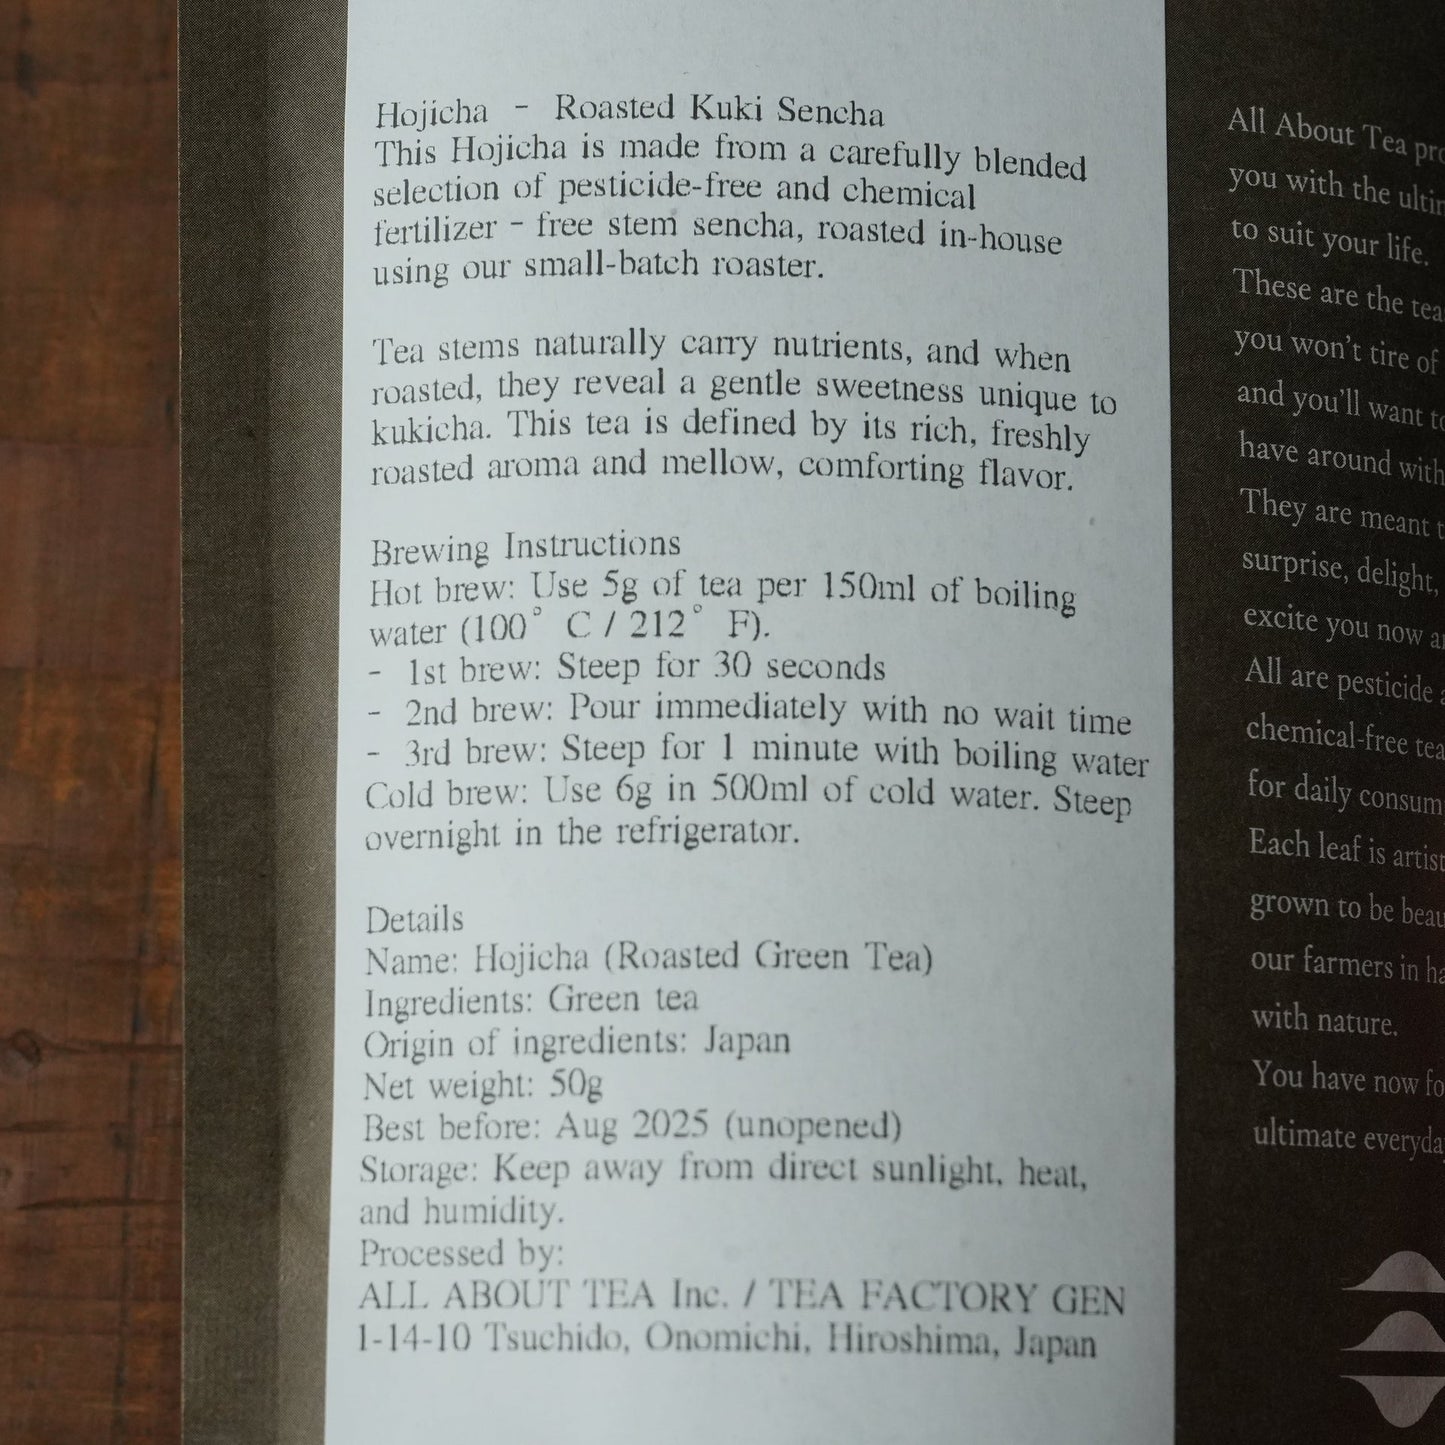 Hojicha - Roasted Kuki Sencha
This Hojicha is made from a carefully blended
selection of pesticide-free and chemical
fertilizer - free stem sencha, roasted in-house
using our small-batch roaster.
Tea stems naturally carry nutrients, and when
roasted, they reveal a gentle sweetness unique to
kukicha. This tea is defined by its rich, freshly
roasted aroma and mellow, comforting flavor.
Brewing Instructions
Hot brew: Use 5g of tea per 150ml of boiling
water (100° C / 212° F).
- 1st brew: Steep for 30 seconds
- 2nd brew: Pour immediately with no wait time
- 3rd brew: Steep for 1 minute with boiling water
Cold brew: Use 6g in 500ml of cold water. Steep
overnight in the refrigerator.
Details
Name: Hojicha (Roasted Green Tea)
Ingredients: Green tea
Origin of ingredients: Japan
Net weight: 50g
Best before: Aug 2025 (unopened)
Storage: Keep away from direct sunlight, heat,
and humidity.
Processed by:
ALL ABOUT TEA Inc. / TEA FACTORY GEN
1-14-10 Tsuchido, Onomichi, Hiroshima, Japan
All About Tea
you with the
to suit your life.
These are the
you won't tire of
and you'll want
have around
They are meant
surprise, delight,
excite you now
All are pesticide
chemical-free
for daily
Each leaf is
grown to be
our farmers in
with nature.
You have now
ultimate